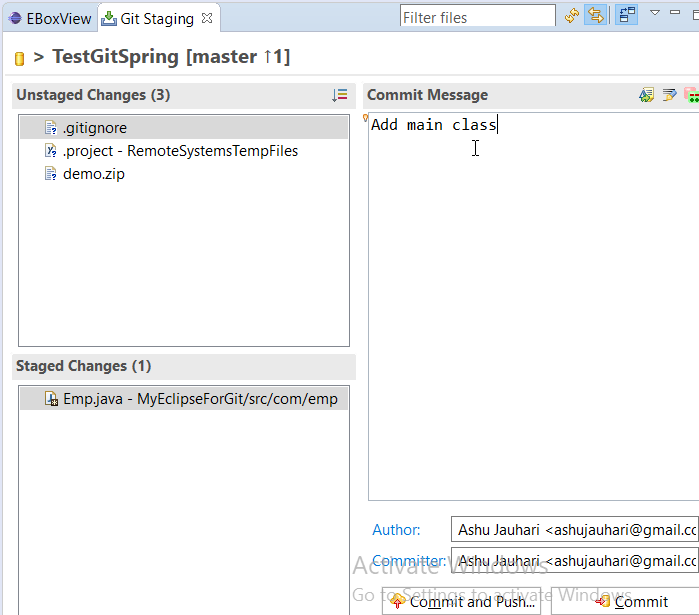 EBoxView Git Staging Filter files
> TestGitSpring [master ↑1]
Unstaged Changes (3)
.gitignore
.project - RemoteSystemsTempFiles
demo.zip
Staged Changes (1)
Emp.java - MyEclipseForGit/src/com/emp
Commit Message
Add main class
Author: Ashu Jauhari <ashujauhari@gmail.cc
Committer: Ashu Jauhari <ashujauhari@gmail.cc
Activate Windows
Go to Settings to activate Windows.
Commit and Push... Commit